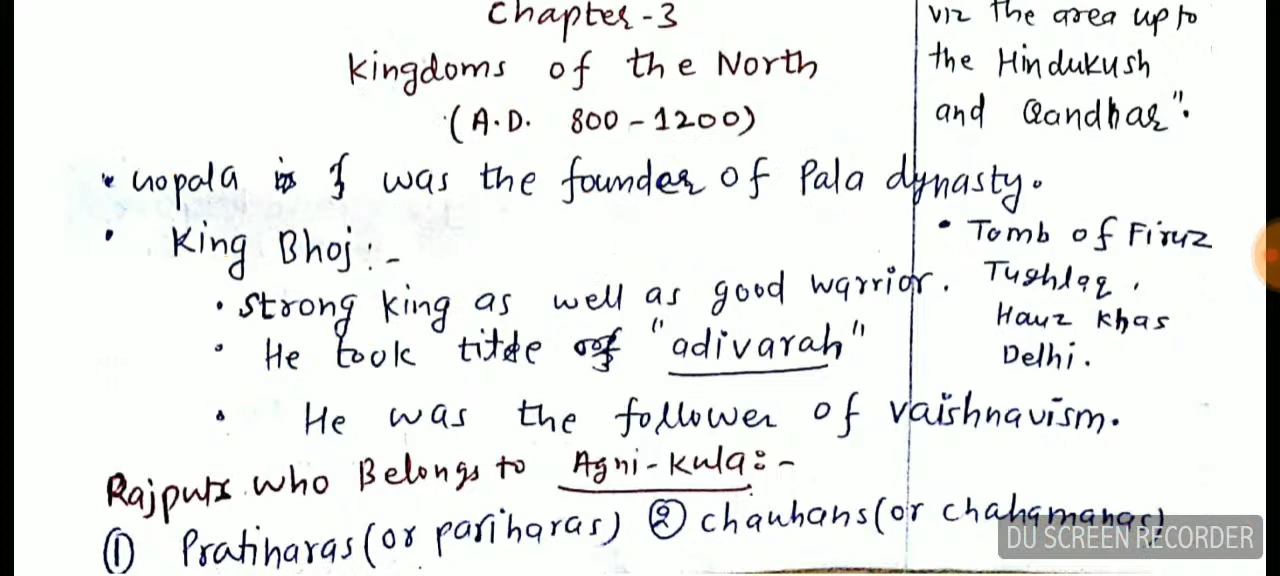 Chapter-3
Kingdoms of the North
(A.D. 800-1200)
• Gopala was the founder of Pala dynasty.
• King Bhoj:-
• strong king as well as good warrior.
• He took title of "adivarah"
• He was the follower of vaishnavism.
Rajputs who Belongs to Agni-kula:-
① Pratiharas (or pariharas) ② chauhans (or chahamanas)
viz the area up to
the Hindukush
and Qandhar".
• Tomb of Firuz
Tughlaq,
Hauz khas
Delhi.
DU SCREEN RECORDER